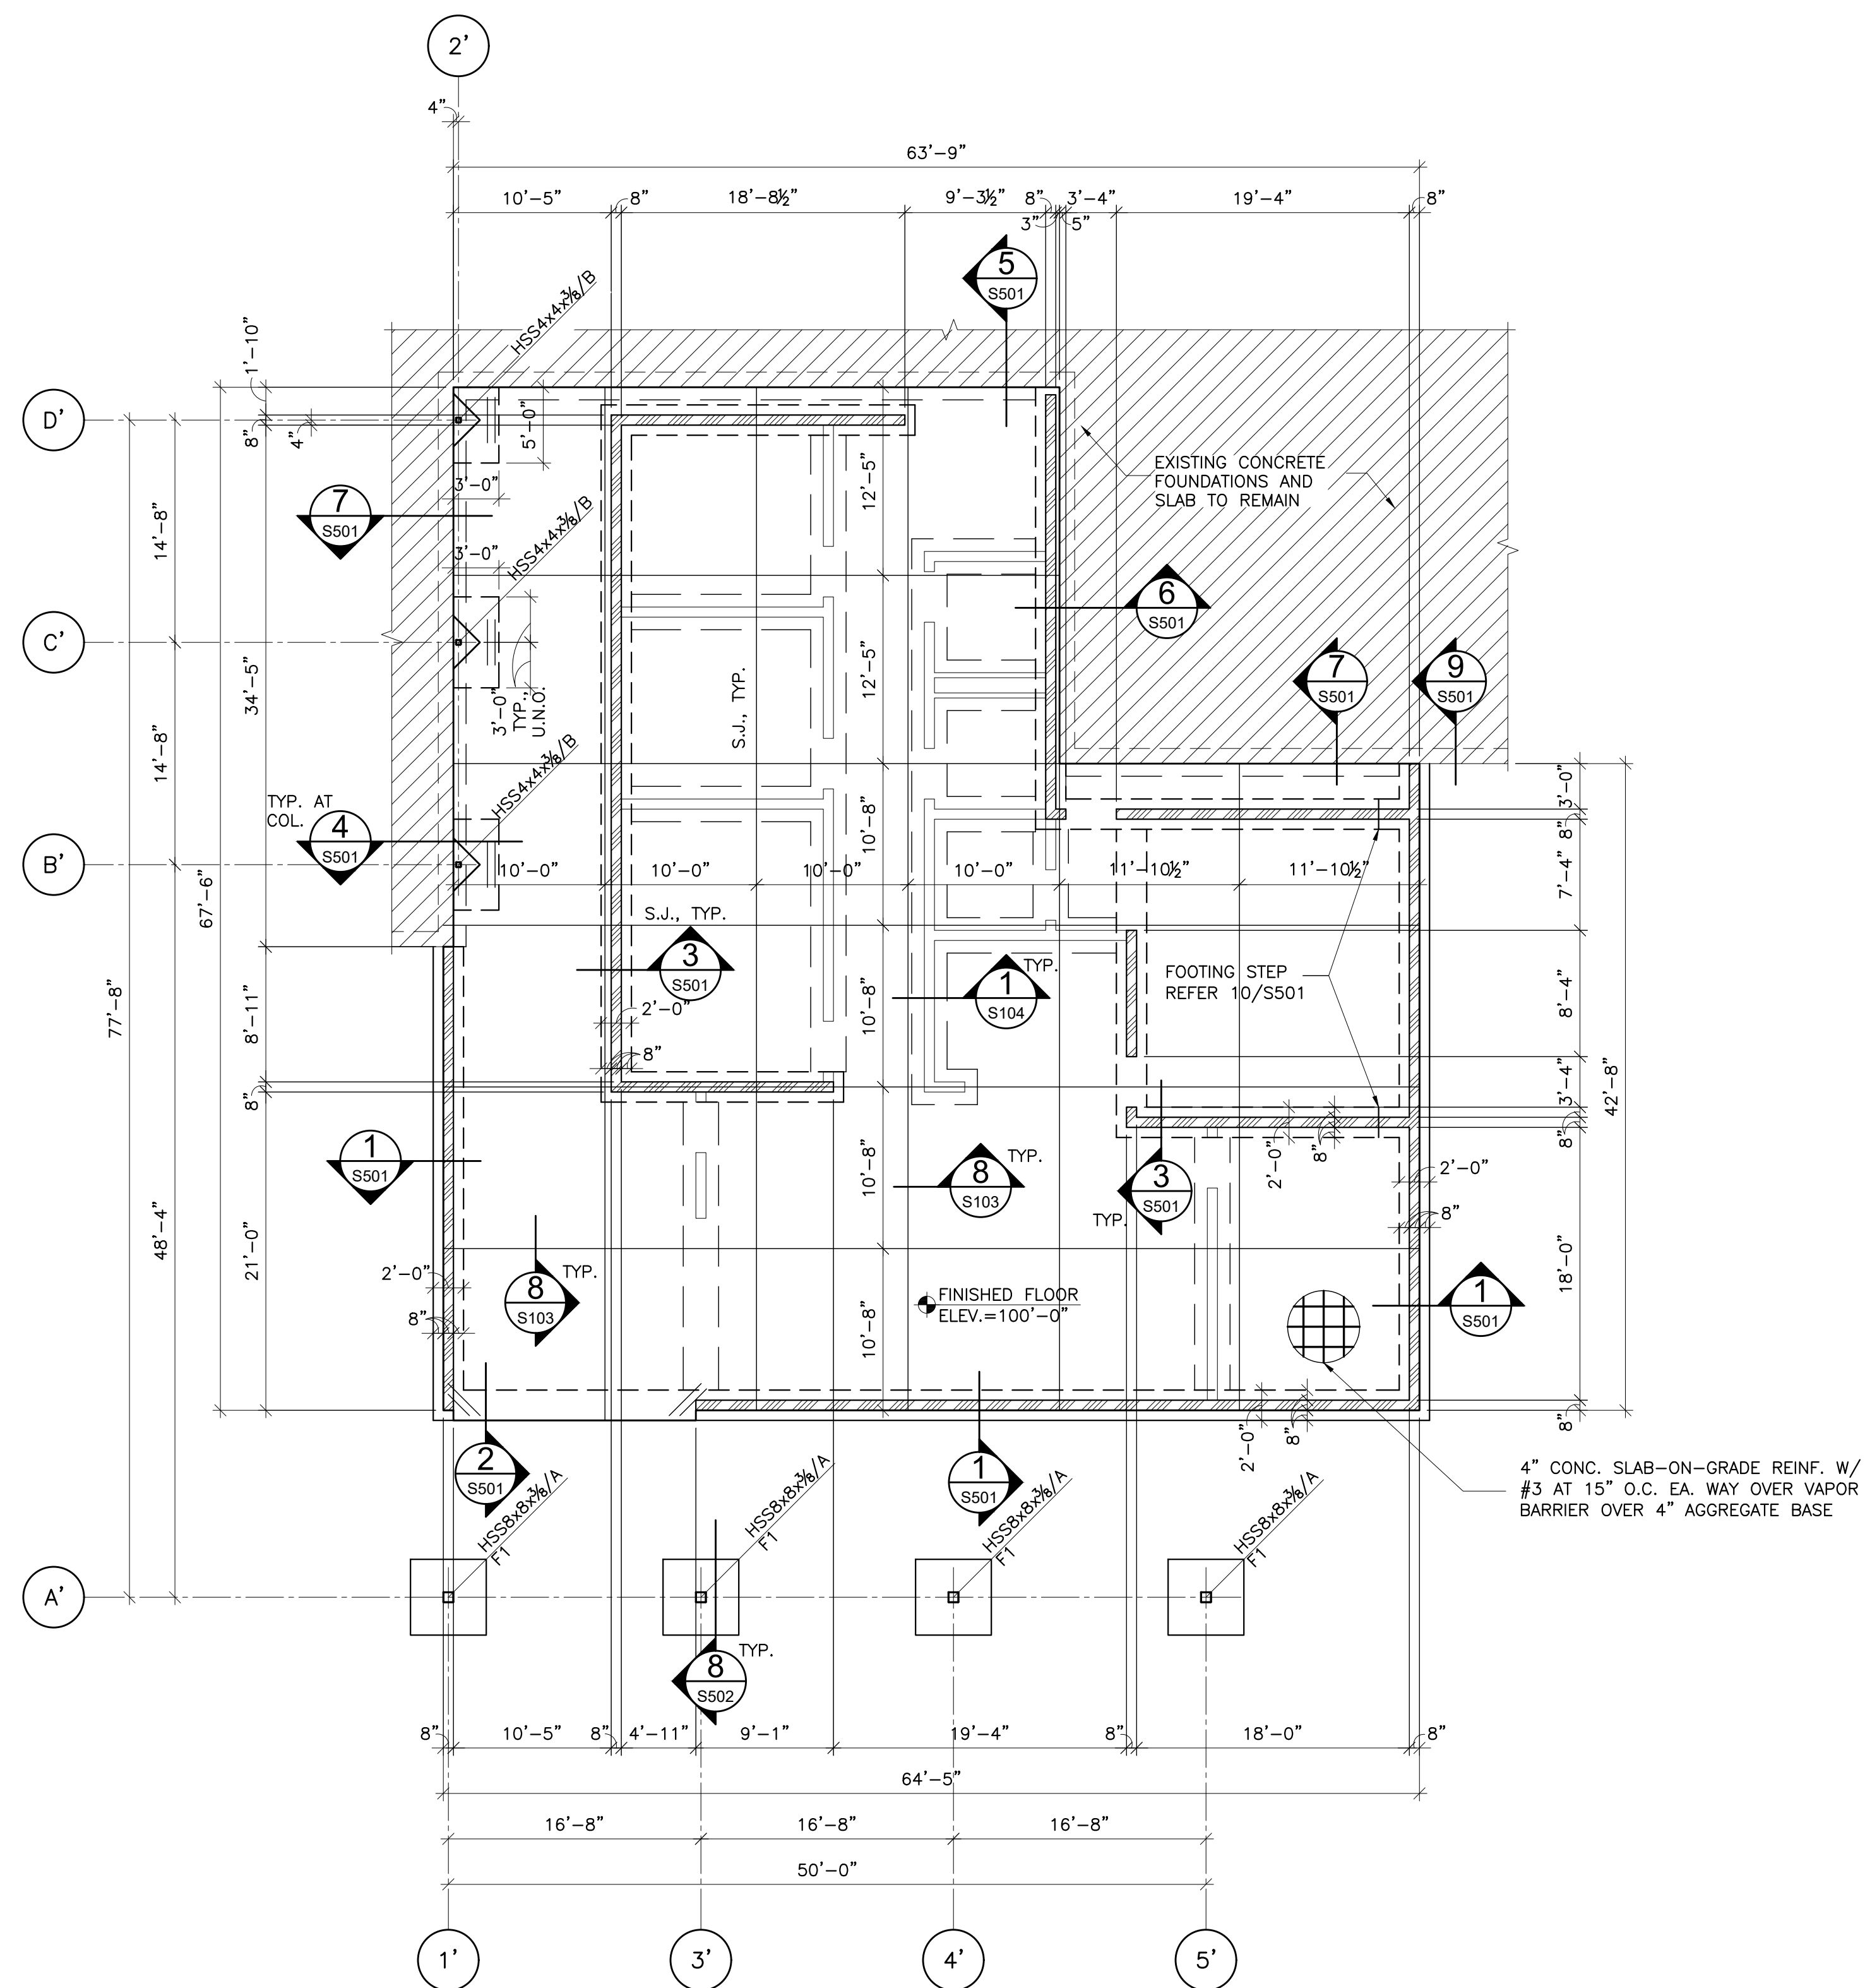 2'
4"
63'-9"
10'-5"
8"
18'-8½"
9'-3½"
8"
3'-4"
19'-4"
8"
3"
5"
5
S501
HSS4x4x⅜/B
1'-10"
D'
8"
4"
5'-0"
3'-0"
12'-5"
EXISTING CONCRETE
FOUNDATIONS AND
SLAB TO REMAIN
7
S501
14'-8"
3'-0"
HSS4x4x⅜/B
6
S501
C'
34'-5"
3'-0"
TYP.,
U.N.O.
S.J., TYP.
12'-5"
7
S501
9
S501
14'-8"
HSS4x4x⅜/B
TYP. AT
COL.
4
S501
10'-8"
3'-0"
8"
B'
67'-6"
10'-0"
10'-0"
10'-0"
10'-0"
11'-10½"
11'-10½"
7'-4"
S.J., TYP.
3
S501
TYP.
1
S104
FOOTING STEP
REFER 10/S501
8'-4"
77'-8"
8'-11"
2'-0"
10'-8"
8"
8"
3'-4"
42'-8"
8"
1
S501
10'-8"
8
S103
TYP.
3
S501
TYP.
2'-0"
8"
2'-0"
8"
48'-4"
21'-0"
2'-0"
8"
8
S103
TYP.
10'-8"
FINISHED FLOOR
ELEV.=100'-0"
18'-0"
1
S501
2'-0"
8"
8"
2
S501
HSS8x8x⅜/A
F1
HSS8x8x⅜/A
F1
1
S501
HSS8x8x⅜/A
F1
HSS8x8x⅜/A
F1
4" CONC. SLAB-ON-GRADE REINF. W/
#3 AT 15" O.C. EA. WAY OVER VAPOR
BARRIER OVER 4" AGGREGATE BASE
A'
8
S502
TYP.
8"
10'-5"
8"
4'-11"
9'-1"
19'-4"
8"
18'-0"
8"
64'-5"
16'-8"
16'-8"
16'-8"
50'-0"
1'
3'
4'
5'